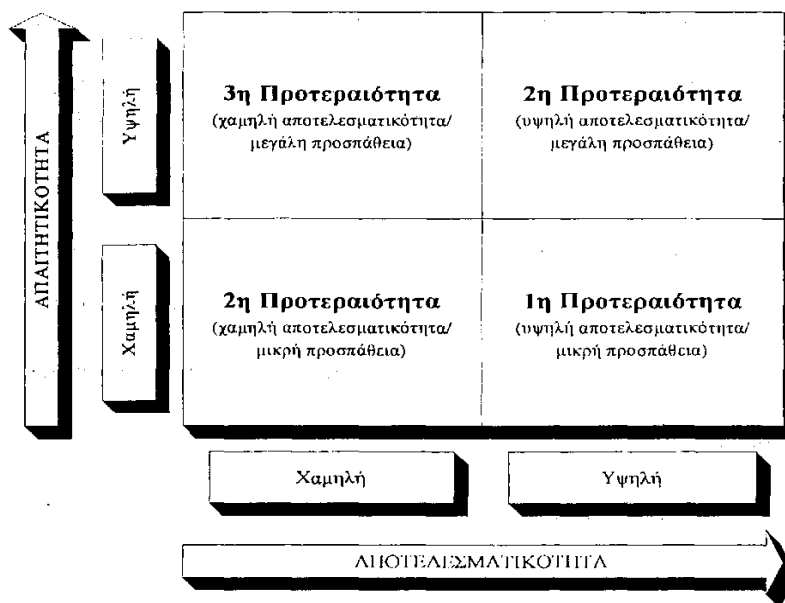 ΑΠΑΙΤΗΤΙΚΟΤΗΤΑ
Υψηλή
3η Προτεραιότητα
(χαμηλή αποτελεσματικότητα/
μεγάλη προσπάθεια)
2η Προτεραιότητα
(υψηλή αποτελεσματικότητα/
μεγάλη προσπάθεια)
Χαμηλή
2η Προτεραιότητα
(χαμηλή αποτελεσματικότητα/
μικρή προσπάθεια)
1η Προτεραιότητα
(υψηλή αποτελεσματικότητα/
μικρή προσπάθεια)
Χαμηλή
Υψηλή
ΑΠΟΤΕΛΕΣΜΑΤΙΚΟΤΗΤΑ